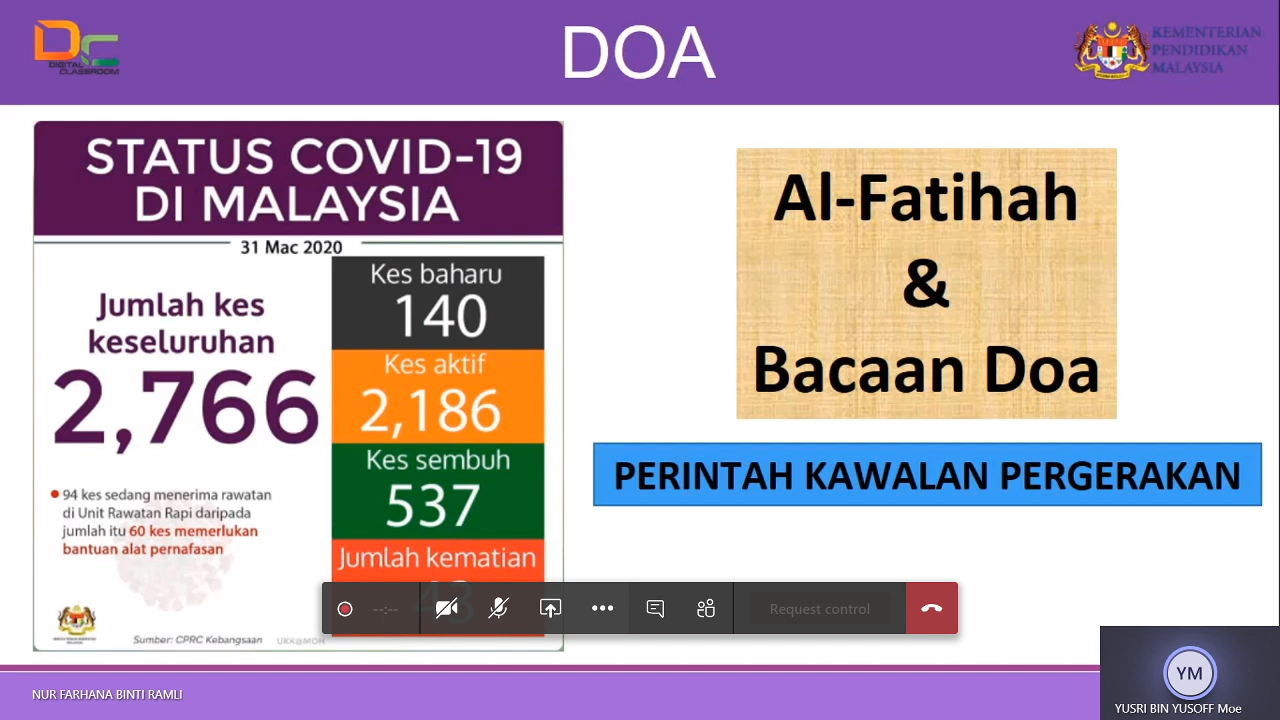 DIGITAL
CLASSROOM
DOA
KEMENTERIAN
PENDIDIKAN
MALAYSIA
STATUS COVID-19
DI MALAYSIA
31 Mac 2020
Jumlah kes
keseluruhan
2,766
94 kes sedang menerima rawatan
di Unit Rawatan Rapi daripada
jumlah itu 60 kes memerlukan
bantuan alat pernafasan
Kes baharu
140
Kes aktif
2,186
Kes sembuh
537
Jumlah kematian
43
Sumber: CPRC Kebangsaan
UKK@MOH
Al-Fatihah
&
Bacaan Doa
PERINTAH KAWALAN PERGERAKAN
--:--
Request control
NUR FARHANA BINTI RAMLI
YM
YUSRI BIN YUSOFF Moe